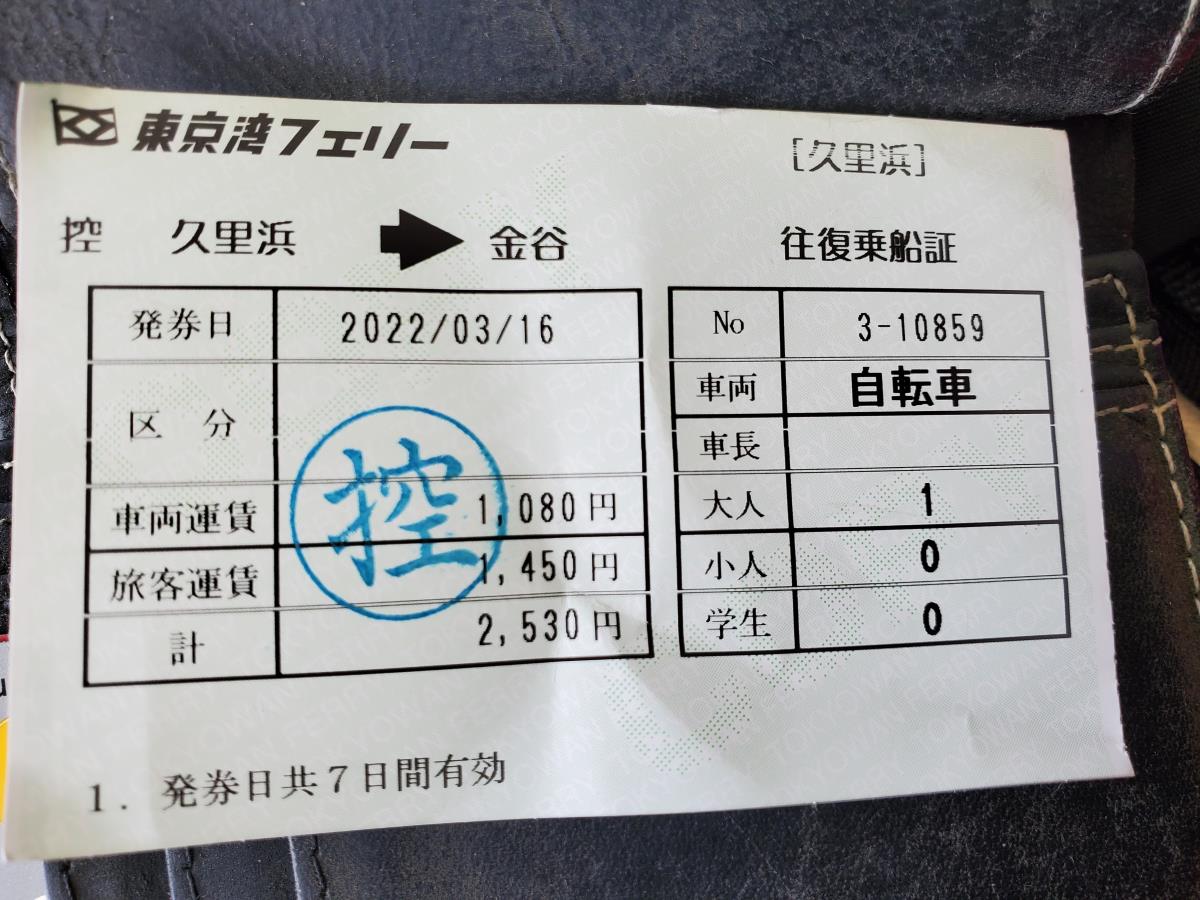 東京湾フェリー
[久里浜]
控 久里浜 ➡ 金谷
往復乗船証
発券日 2022/03/16
区 分
車両運賃 1,080円
旅客運賃 1,450円
計 2,530円
控
No 3-10859
車両 自転車
車長
大人 1
小人 0
学生 0
1. 発券日共7日間有効